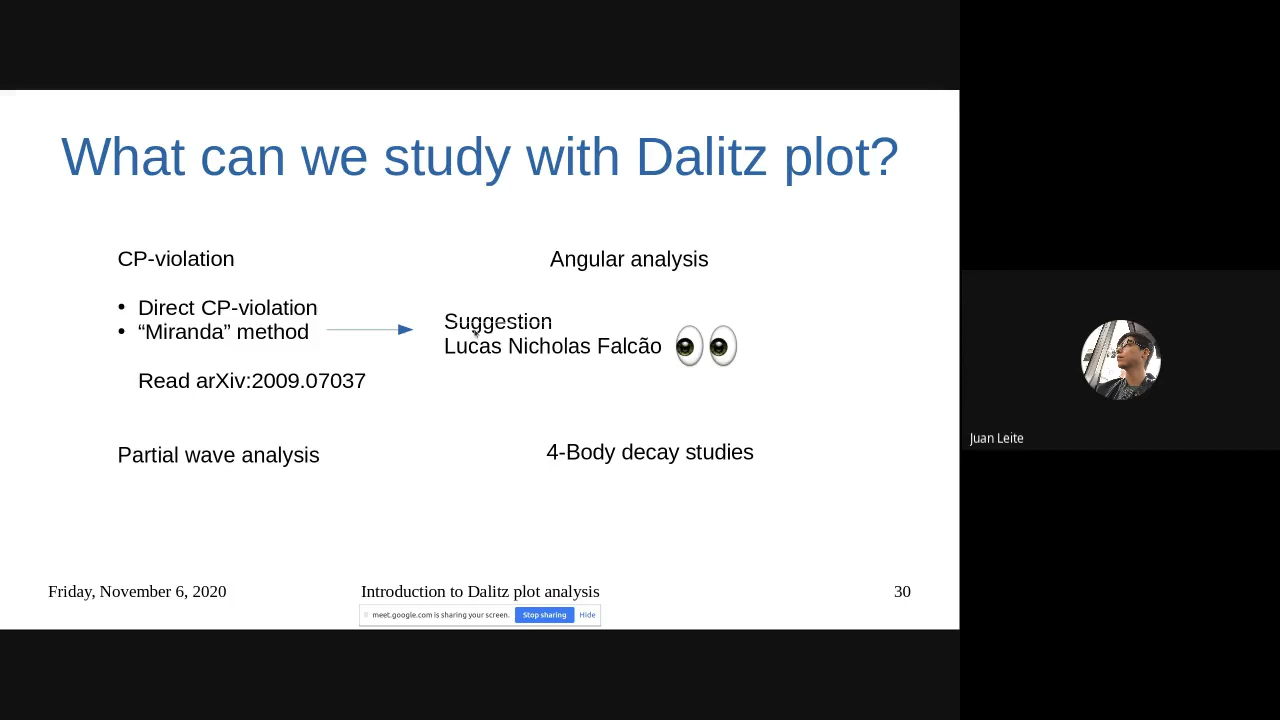 What can we study with Dalitz plot?
CP-violation
• Direct CP-violation
• “Miranda” method
Read arXiv:2009.07037
Angular analysis
Suggestion
Lucas Nicholas Falcão
Partial wave analysis
4-Body decay studies
Friday, November 6, 2020
Introduction to Dalitz plot analysis
30
meet.google.com is sharing your screen. Stop sharing Hide
Juan Leite